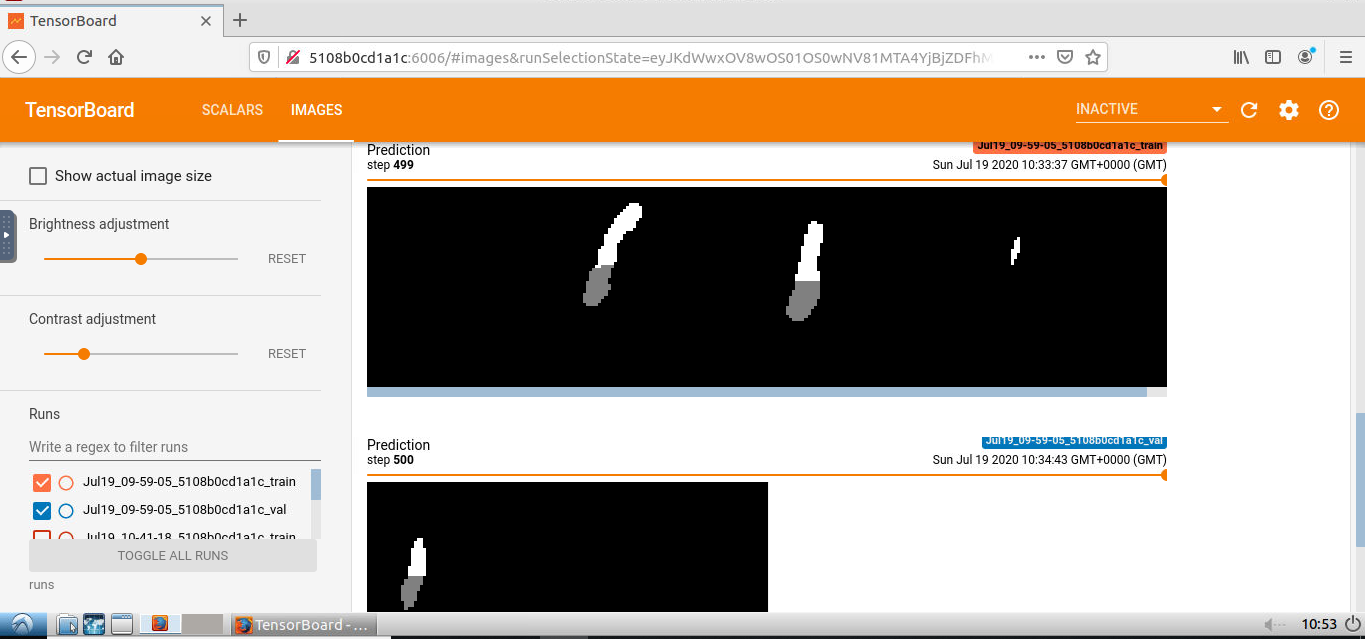 TensorBoard
5108b0cd1a1c:6006/#images&runSelectionState=eyJKdWwxOV8wOS01OS0wNV81MTA4YjBjZDFhM
TensorBoard SCALARS IMAGES INACTIVE
Show actual image size
Brightness adjustment
RESET
Contrast adjustment
RESET
Runs
Write a regex to filter runs
Jul19_09-59-05_5108b0cd1a1c_train
Jul19_09-59-05_5108b0cd1a1c_val
Jul19_10-41-18_5108b0cd1a1c_train
TOGGLE ALL RUNS
runs
Prediction Jul19_09-59-05_5108b0cd1a1c_train
step 499 Sun Jul 19 2020 10:33:37 GMT+0000 (GMT)
Prediction Jul19_09-59-05_5108b0cd1a1c_val
step 500 Sun Jul 19 2020 10:34:43 GMT+0000 (GMT)
TensorBoard - ...
10:53